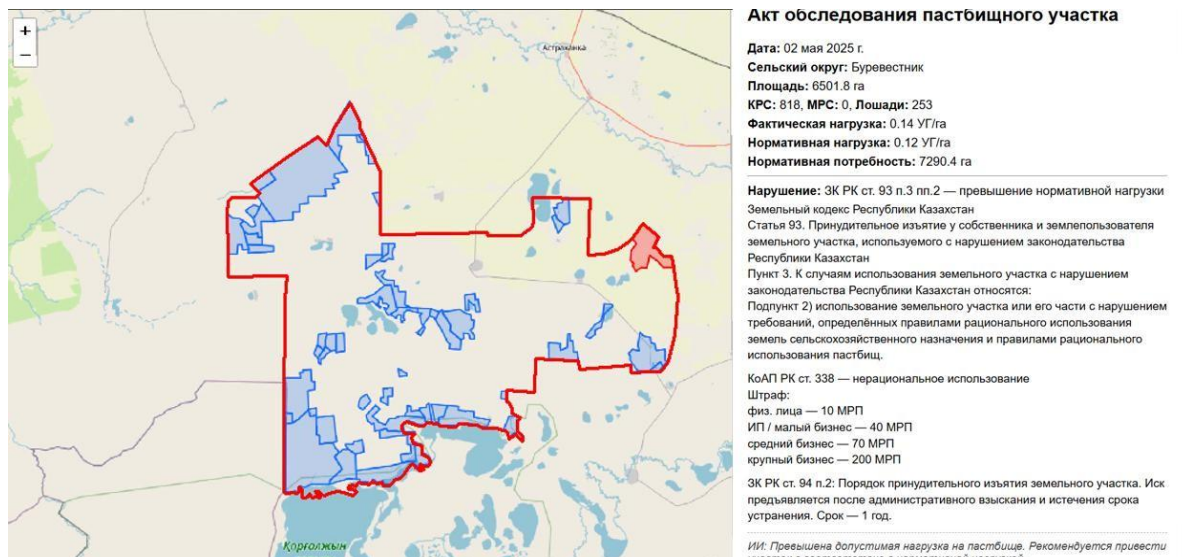 +
−
Астраханка
Қорғалжын
Акт обследования пастбищного участка
Дата: 02 мая 2025 г.
Сельский округ: Буревестник
Площадь: 6501.8 га
КРС: 818, МРС: 0, Лошади: 253
Фактическая нагрузка: 0.14 УГ/га
Нормативная нагрузка: 0.12 УГ/га
Нормативная потребность: 7290.4 га
Нарушение: ЗК РК ст. 93 п.3 пп.2 — превышение нормативной нагрузки
Земельный кодекс Республики Казахстан
Статья 93. Принудительное изъятие у собственника и землепользователя
земельного участка, используемого с нарушением законодательства
Республики Казахстан
Пункт 3. К случаям использования земельного участка с нарушением
законодательства Республики Казахстан относятся:
Подпункт 2) использование земельного участка или его части с нарушением
требований, определённых правилами рационального использования
земель сельскохозяйственного назначения и правилами рационального
использования пастбищ.
КоАП РК ст. 338 — нерациональное использование
Штраф:
физ. лица — 10 МРП
ИП / малый бизнес — 40 МРП
средний бизнес — 70 МРП
крупный бизнес — 200 МРП
ЗК РК ст. 94 п.2: Порядок принудительного изъятия земельного участка. Иск
предъявляется после административного взыскания и истечения срока
устранения. Срок — 1 год.
ИИ: Превышена допустимая нагрузка на пастбище. Рекомендуется привести